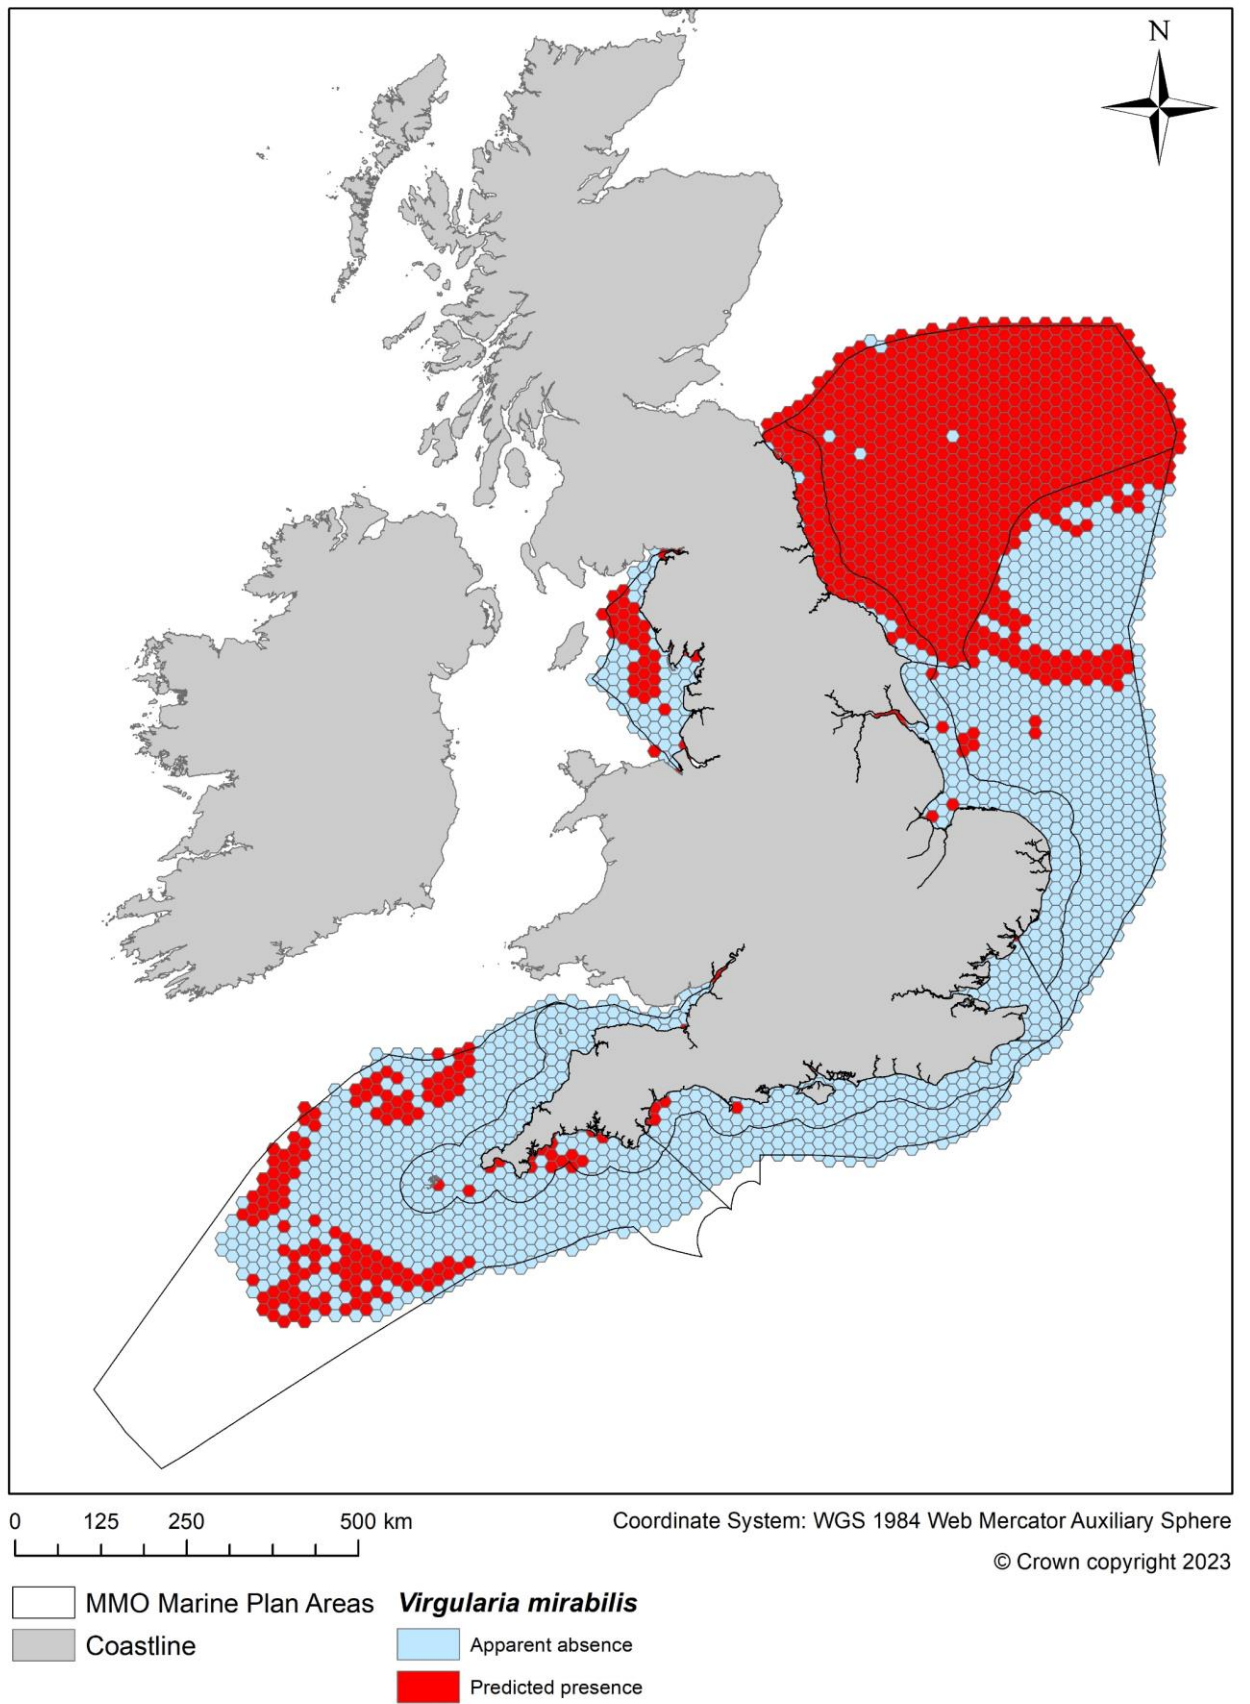 N
0 125 250 500 km
Coordinate System: WGS 1984 Web Mercator Auxiliary Sphere
© Crown copyright 2023
MMO Marine Plan Areas
Coastline
Virgularia mirabilis
Apparent absence
Predicted presence